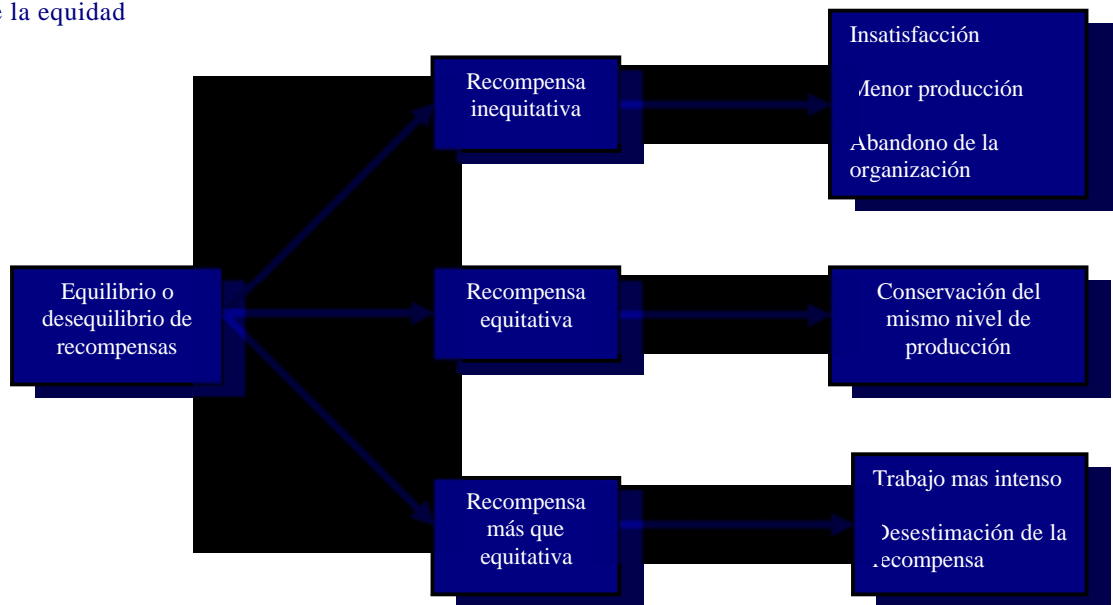 e la equidad
Insatisfacción
Menor producción
Abandono de la
organización
Recompensa
inequitativa
Equilibrio o
desequilibrio de
recompensas
Recompensa
equitativa
Conservación del
mismo nivel de
producción
Recompensa
más que
equitativa
Trabajo mas intenso
Desestimación de la
recompensa